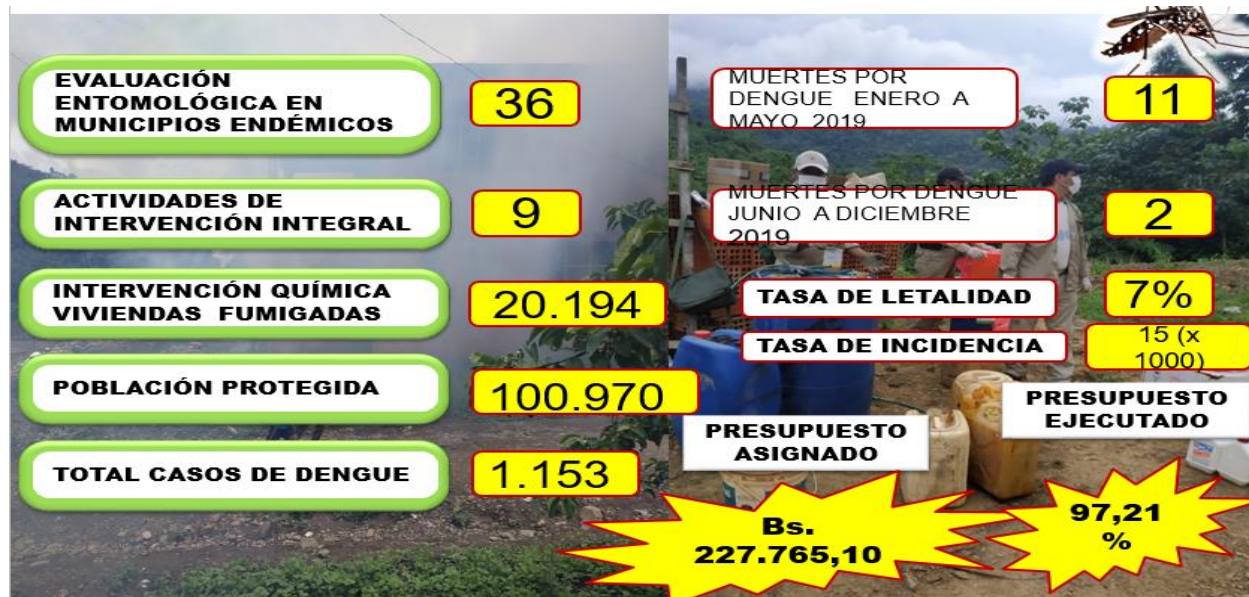 EVALUACIÓN
ENTOMOLÓGICA EN
MUNICIPIOS ENDÉMICOS
36
ACTIVIDADES DE
INTERVENCIÓN INTEGRAL
9
INTERVENCIÓN QUÍMICA
VIVIENDAS FUMIGADAS
20.194
POBLACIÓN PROTEGIDA
100.970
TOTAL CASOS DE DENGUE
1.153
MUERTES POR
DENGUE ENERO A
MAYO 2019
11
MUERTES POR DENGUE
JUNIO A DICIEMBRE
2019
2
TASA DE LETALIDAD
7%
TASA DE INCIDENCIA
15 (x
1000)
PRESUPUESTO
ASIGNADO
Bs.
227.765,10
PRESUPUESTO
EJECUTADO
97,21
%